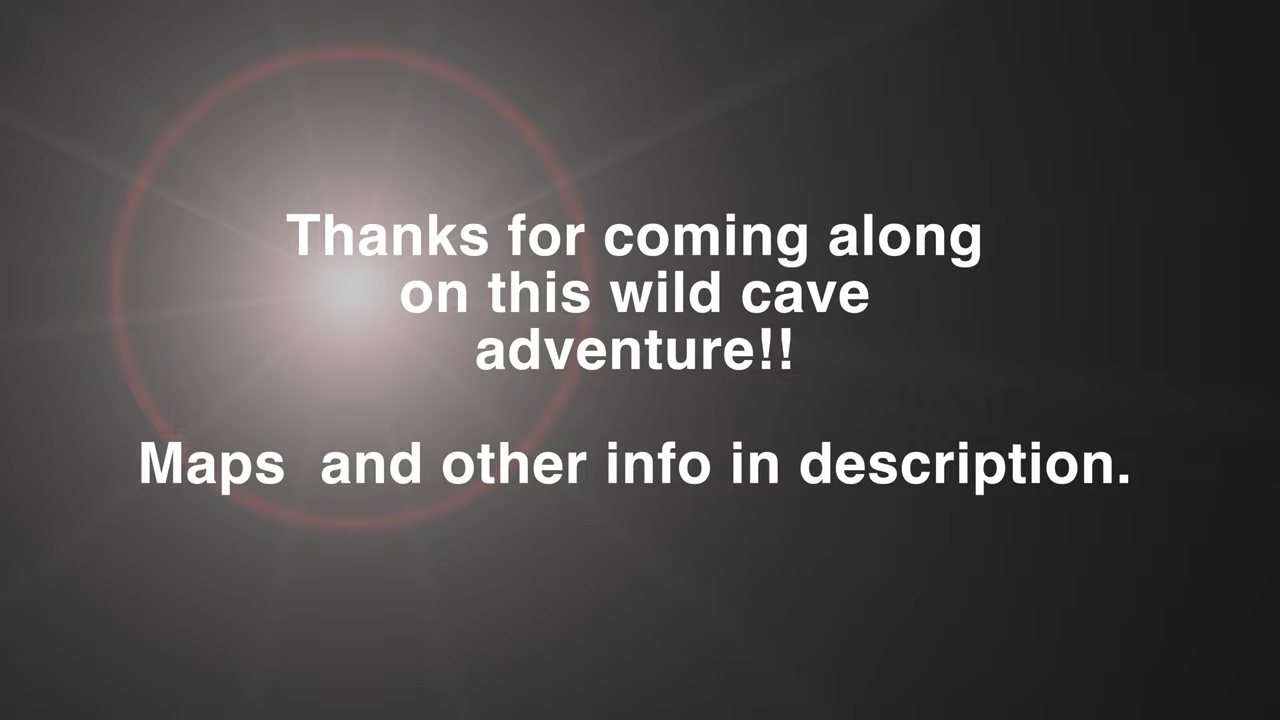 Thanks for coming along
on this wild cave
adventure!!
Maps  and other info in description.